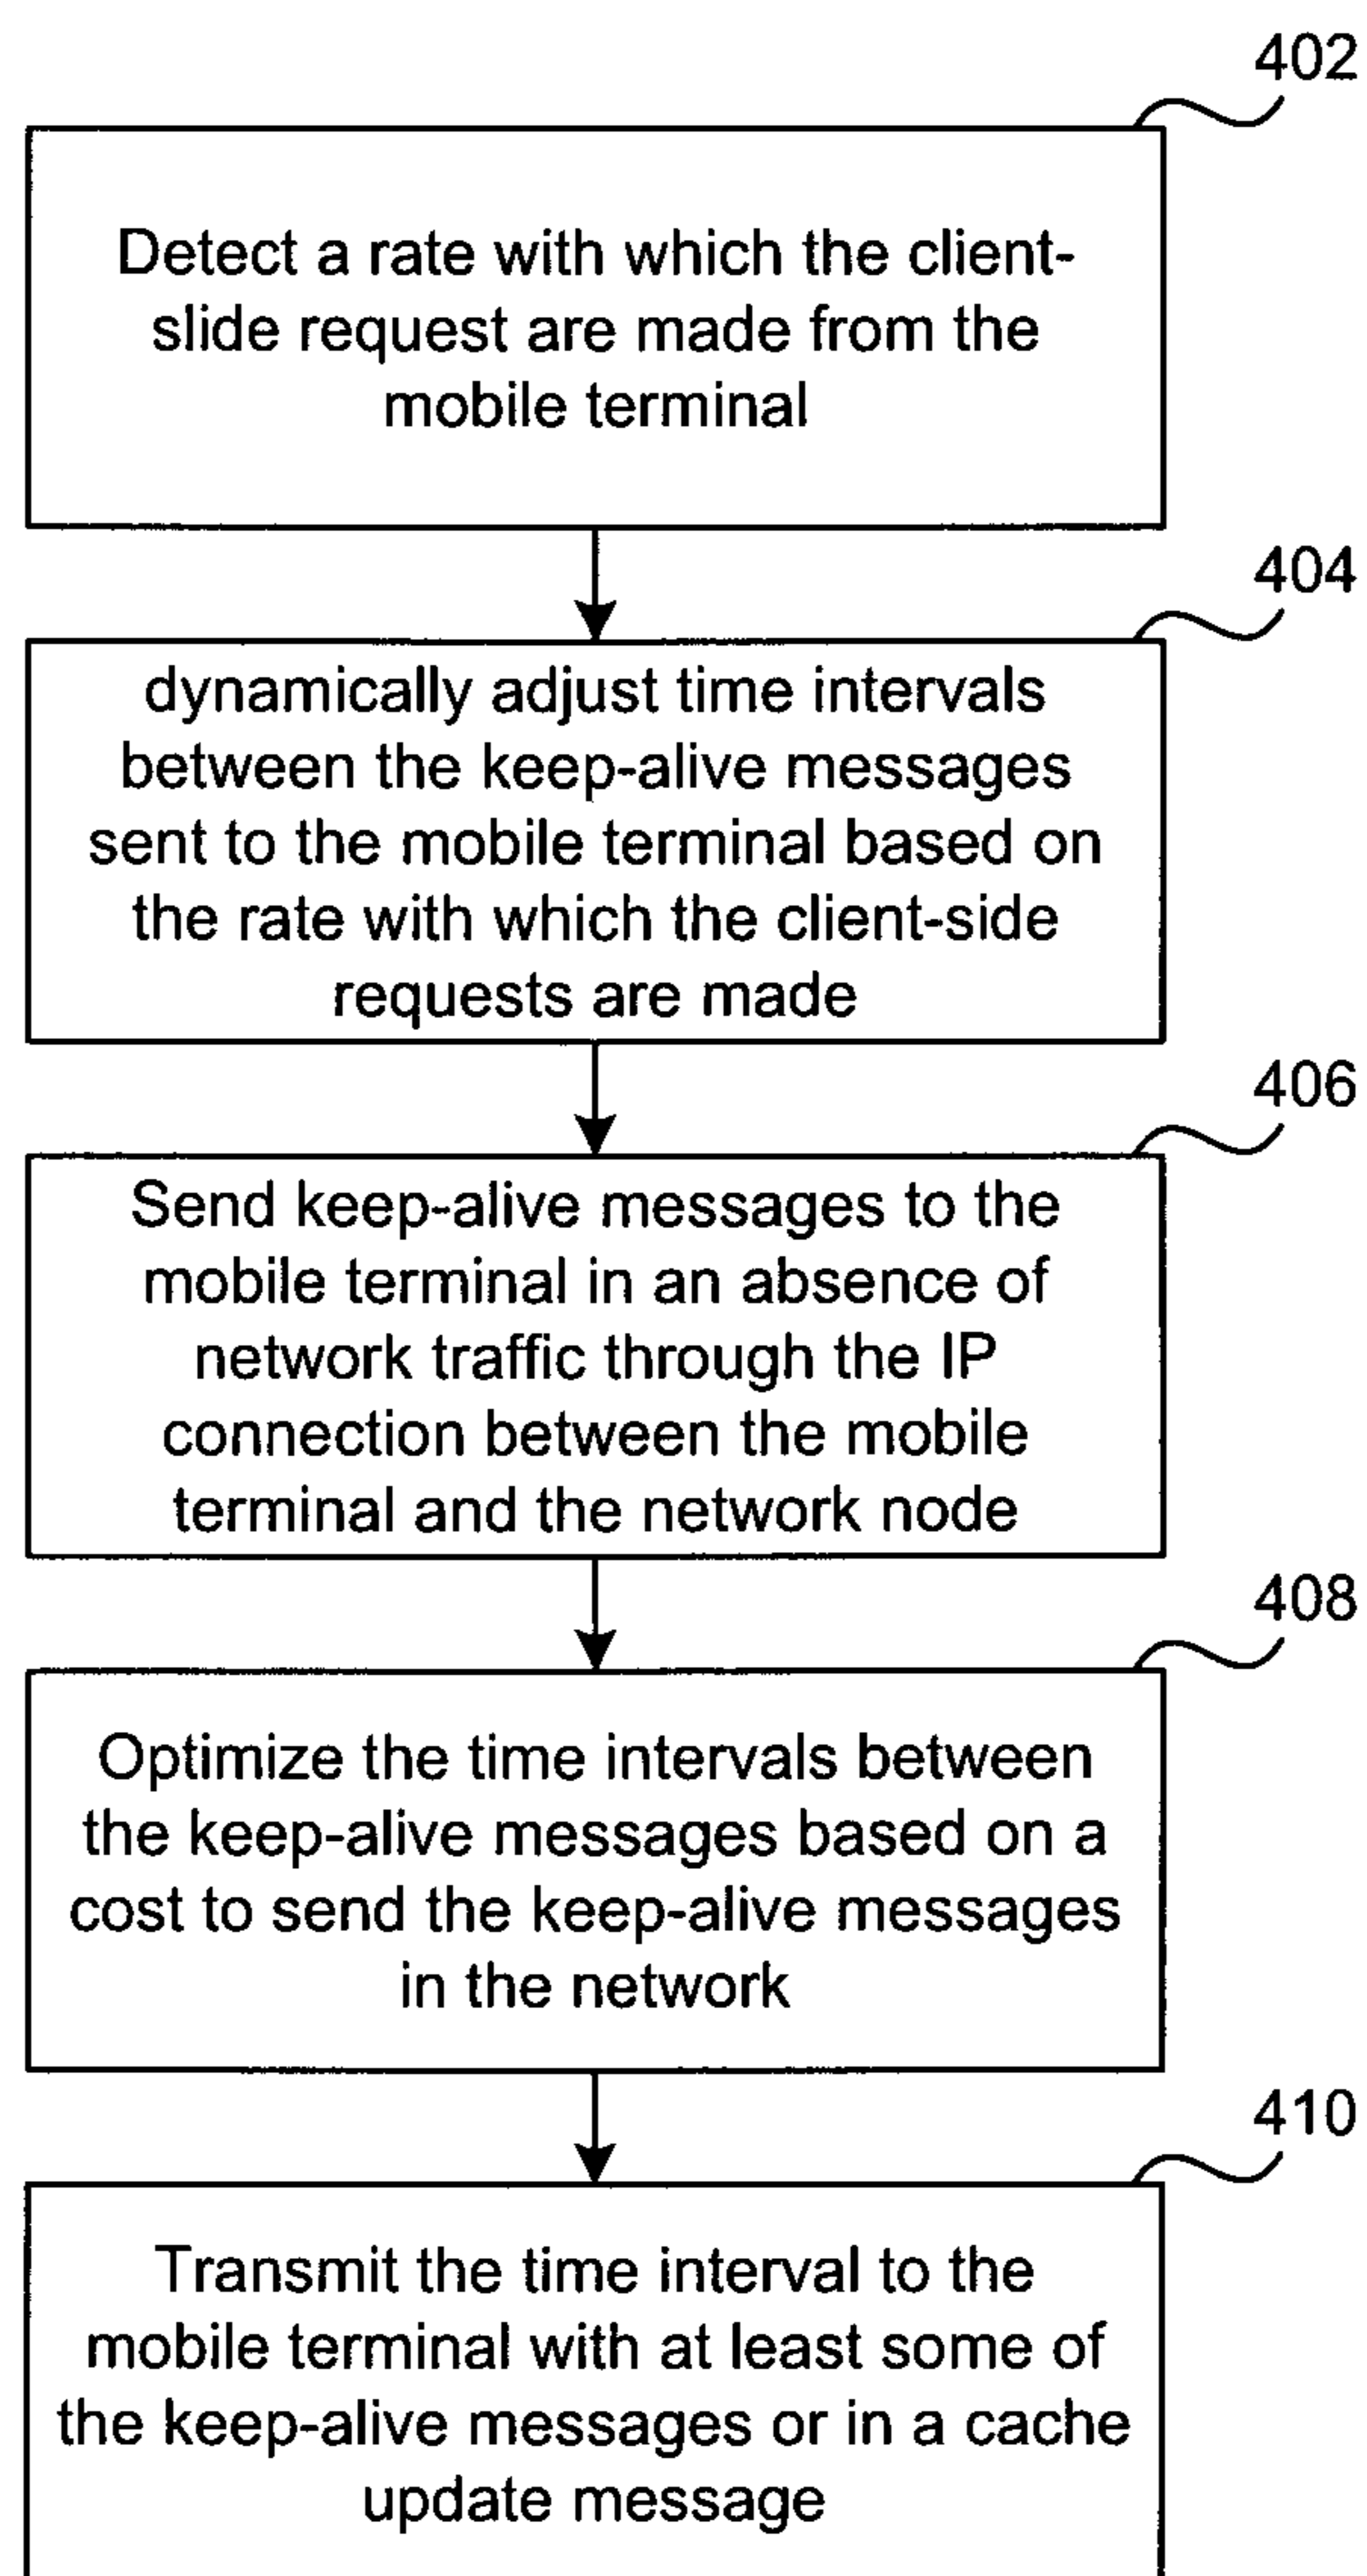 402
Detect a rate with which the client-
slide request are made from the
mobile terminal
404
dynamically adjust time intervals
between the keep-alive messages
sent to the mobile terminal based on
the rate with which the client-side
requests are made
406
Send keep-alive messages to the
mobile terminal in an absence of
network traffic through the IP
connection between the mobile
terminal and the network node
408
Optimize the time intervals between
the keep-alive messages based on a
cost to send the keep-alive messages
in the network
410
Transmit the time interval to the
mobile terminal with at least some of
the keep-alive messages or in a cache
update message